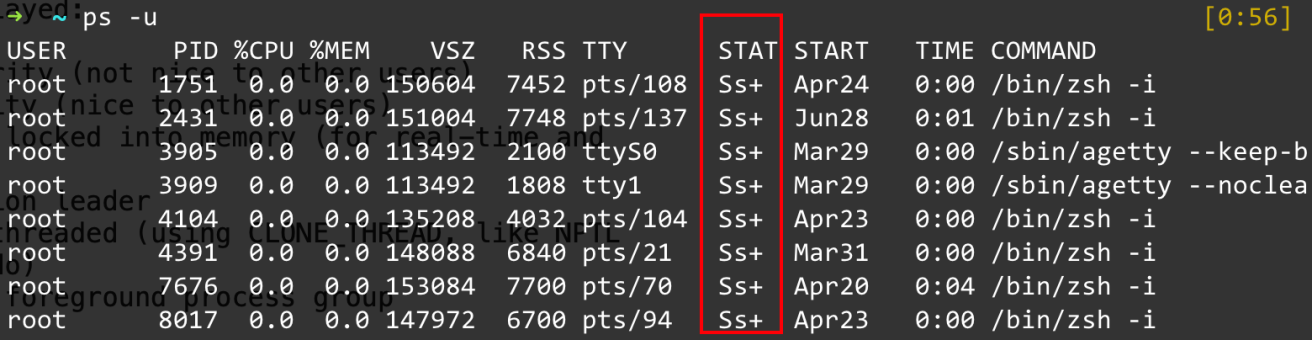 layed:
➜ ~ ps -u [0:56]
USER PID %CPU %MEM VSZ RSS TTY STAT START TIME COMMAND
rity (not nice to other users)
root 1751 0.0 0.0 150604 7452 pts/108 Ss+ Apr24 0:00 /bin/zsh -i
ity (nice to other users)
root 2431 0.0 0.0 151004 7748 pts/137 Ss+ Jun28 0:01 /bin/zsh -i
locked into memory (for real-time and
root 3905 0.0 0.0 113492 2100 ttyS0 Ss+ Mar29 0:00 /sbin/agetty --keep-b
root 3909 0.0 0.0 113492 1808 tty1 Ss+ Mar29 0:00 /sbin/agetty --noclea
ion leader
root 4104 0.0 0.0 135208 4032 pts/104 Ss+ Apr23 0:00 /bin/zsh -i
threaded (using CLONE_THREAD, like NPTL
root 4391 0.0 0.0 148088 6840 pts/21 Ss+ Mar31 0:00 /bin/zsh -i
do)
root 7676 0.0 0.0 153084 7700 pts/70 Ss+ Apr20 0:04 /bin/zsh -i
foreground process group
root 8017 0.0 0.0 147972 6700 pts/94 Ss+ Apr23 0:00 /bin/zsh -i